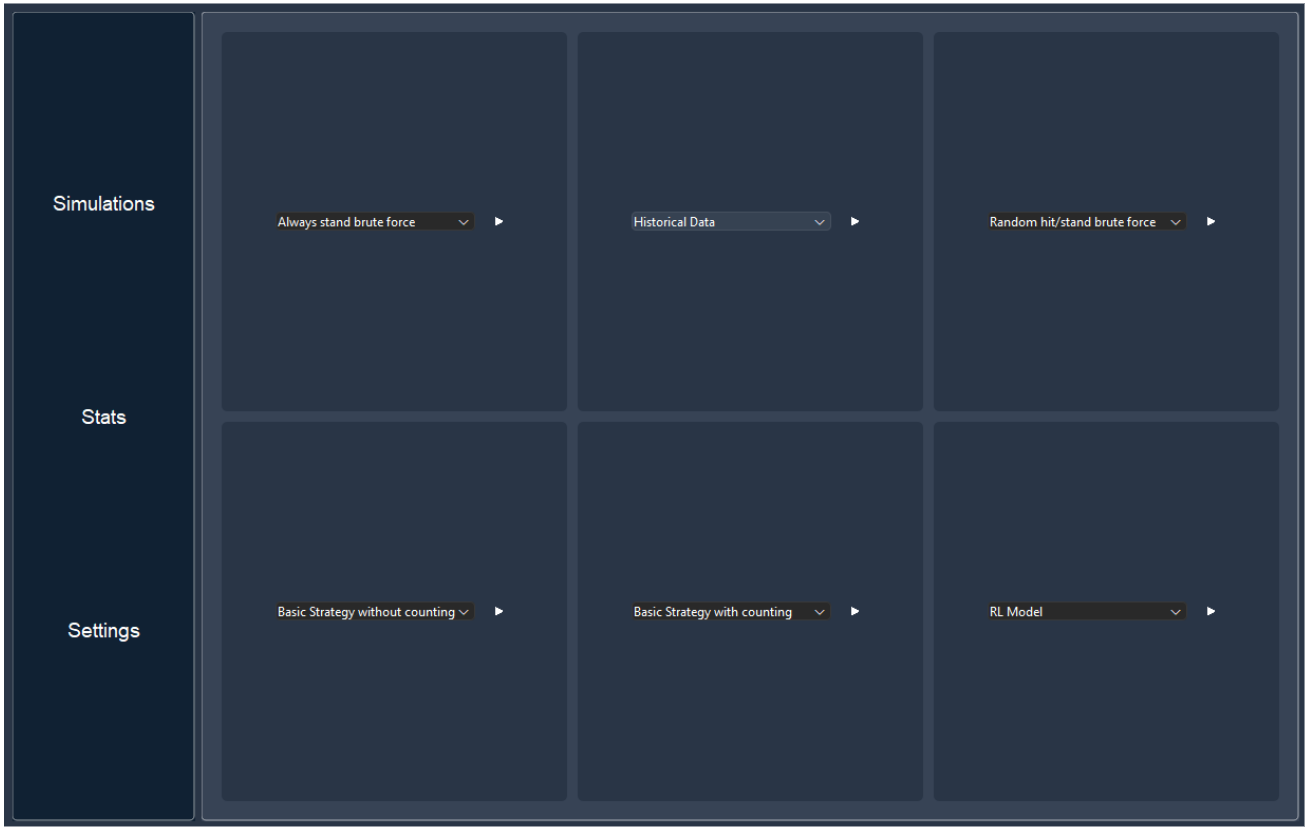 Simulations
Stats
Settings
Always stand brute force
Historical Data
Random hit/stand brute force
Basic Strategy without counting
Basic Strategy with counting
RL Model